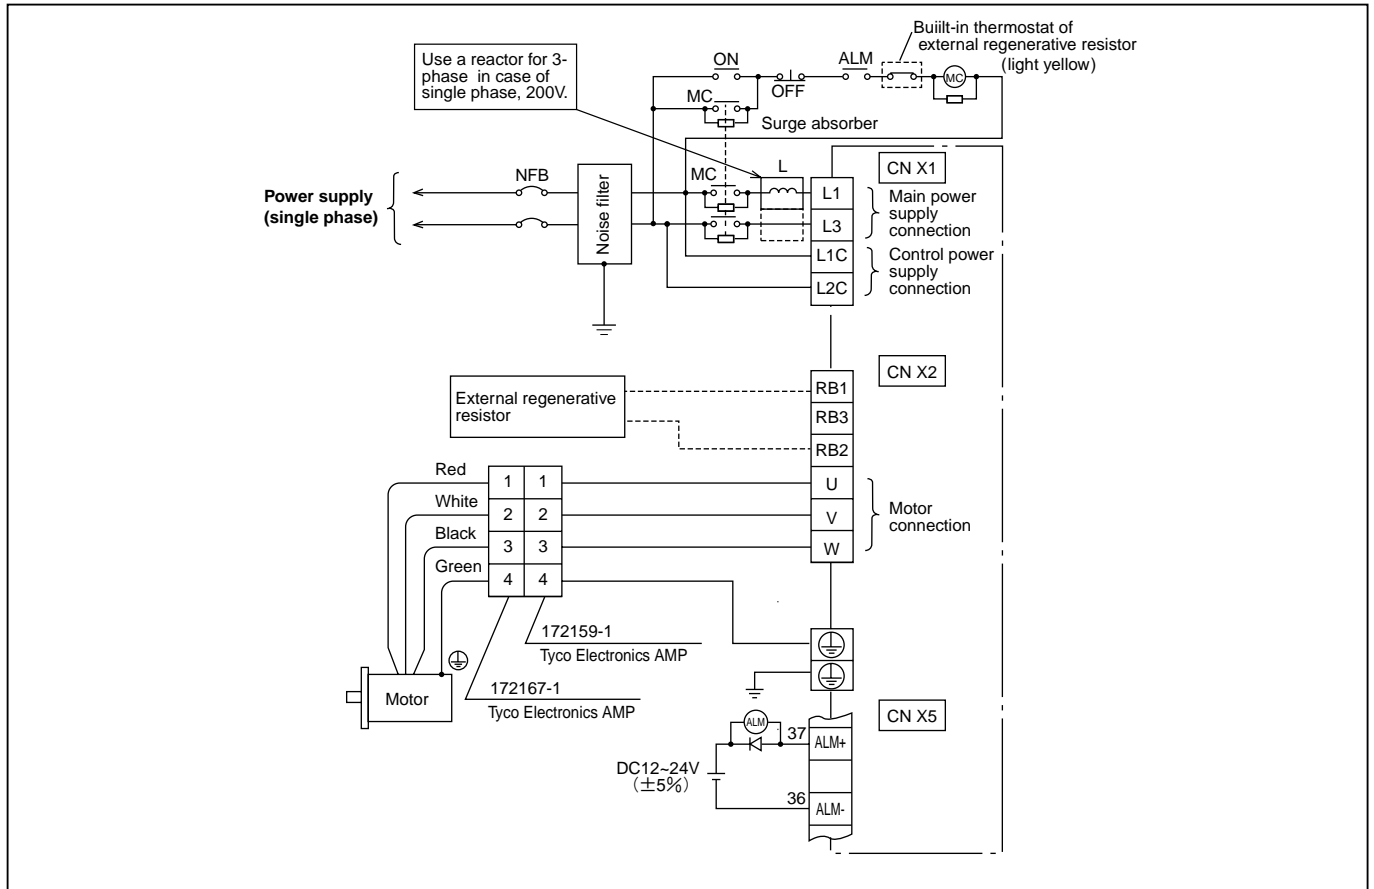 Use a reactor for 3-
phase in case of
single phase, 200V.
ON
OFF
ALM
Buiilt-in thermostat of
external regenerative resistor
(light yellow)
MC
MC
Surge absorber
Power supply
(single phase)
NFB
Noise filter
MC
L
L1
L3
L1C
L2C
CN X1
Main power
supply
connection
Control power
supply
connection
CN X2
External regenerative
resistor
RB1
RB3
RB2
U
V
W
Motor
connection
Red
White
Black
Green
1 1
2 2
3 3
4 4
172159-1
Tyco Electronics AMP
172167-1
Tyco Electronics AMP
Motor
CN X5
ALM
DC12~24V
(±5%)
37
ALM+
36
ALM-